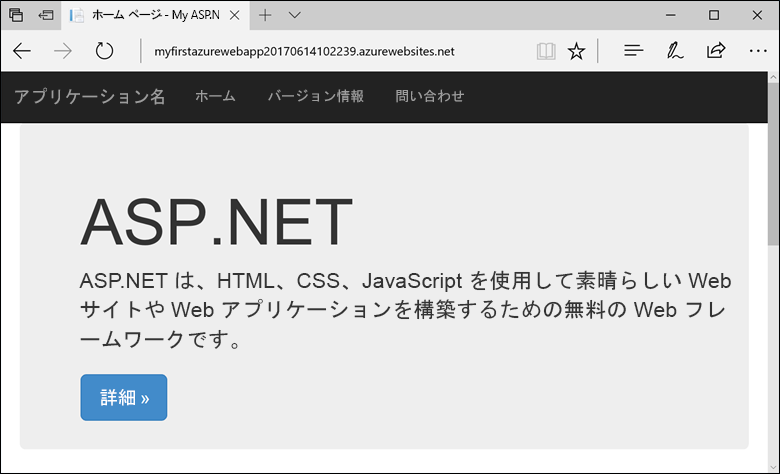 ホーム ページ - My ASP.N
myfirstazurewebapp20170614102239.azurewebsites.net
アプリケーション名 ホーム バージョン情報 問い合わせ
ASP.NET
ASP.NET は、HTML、CSS、JavaScript を使用して素晴らしい Web
サイトや Web アプリケーションを構築するための無料の Web フレ
ームワークです。
詳細 »